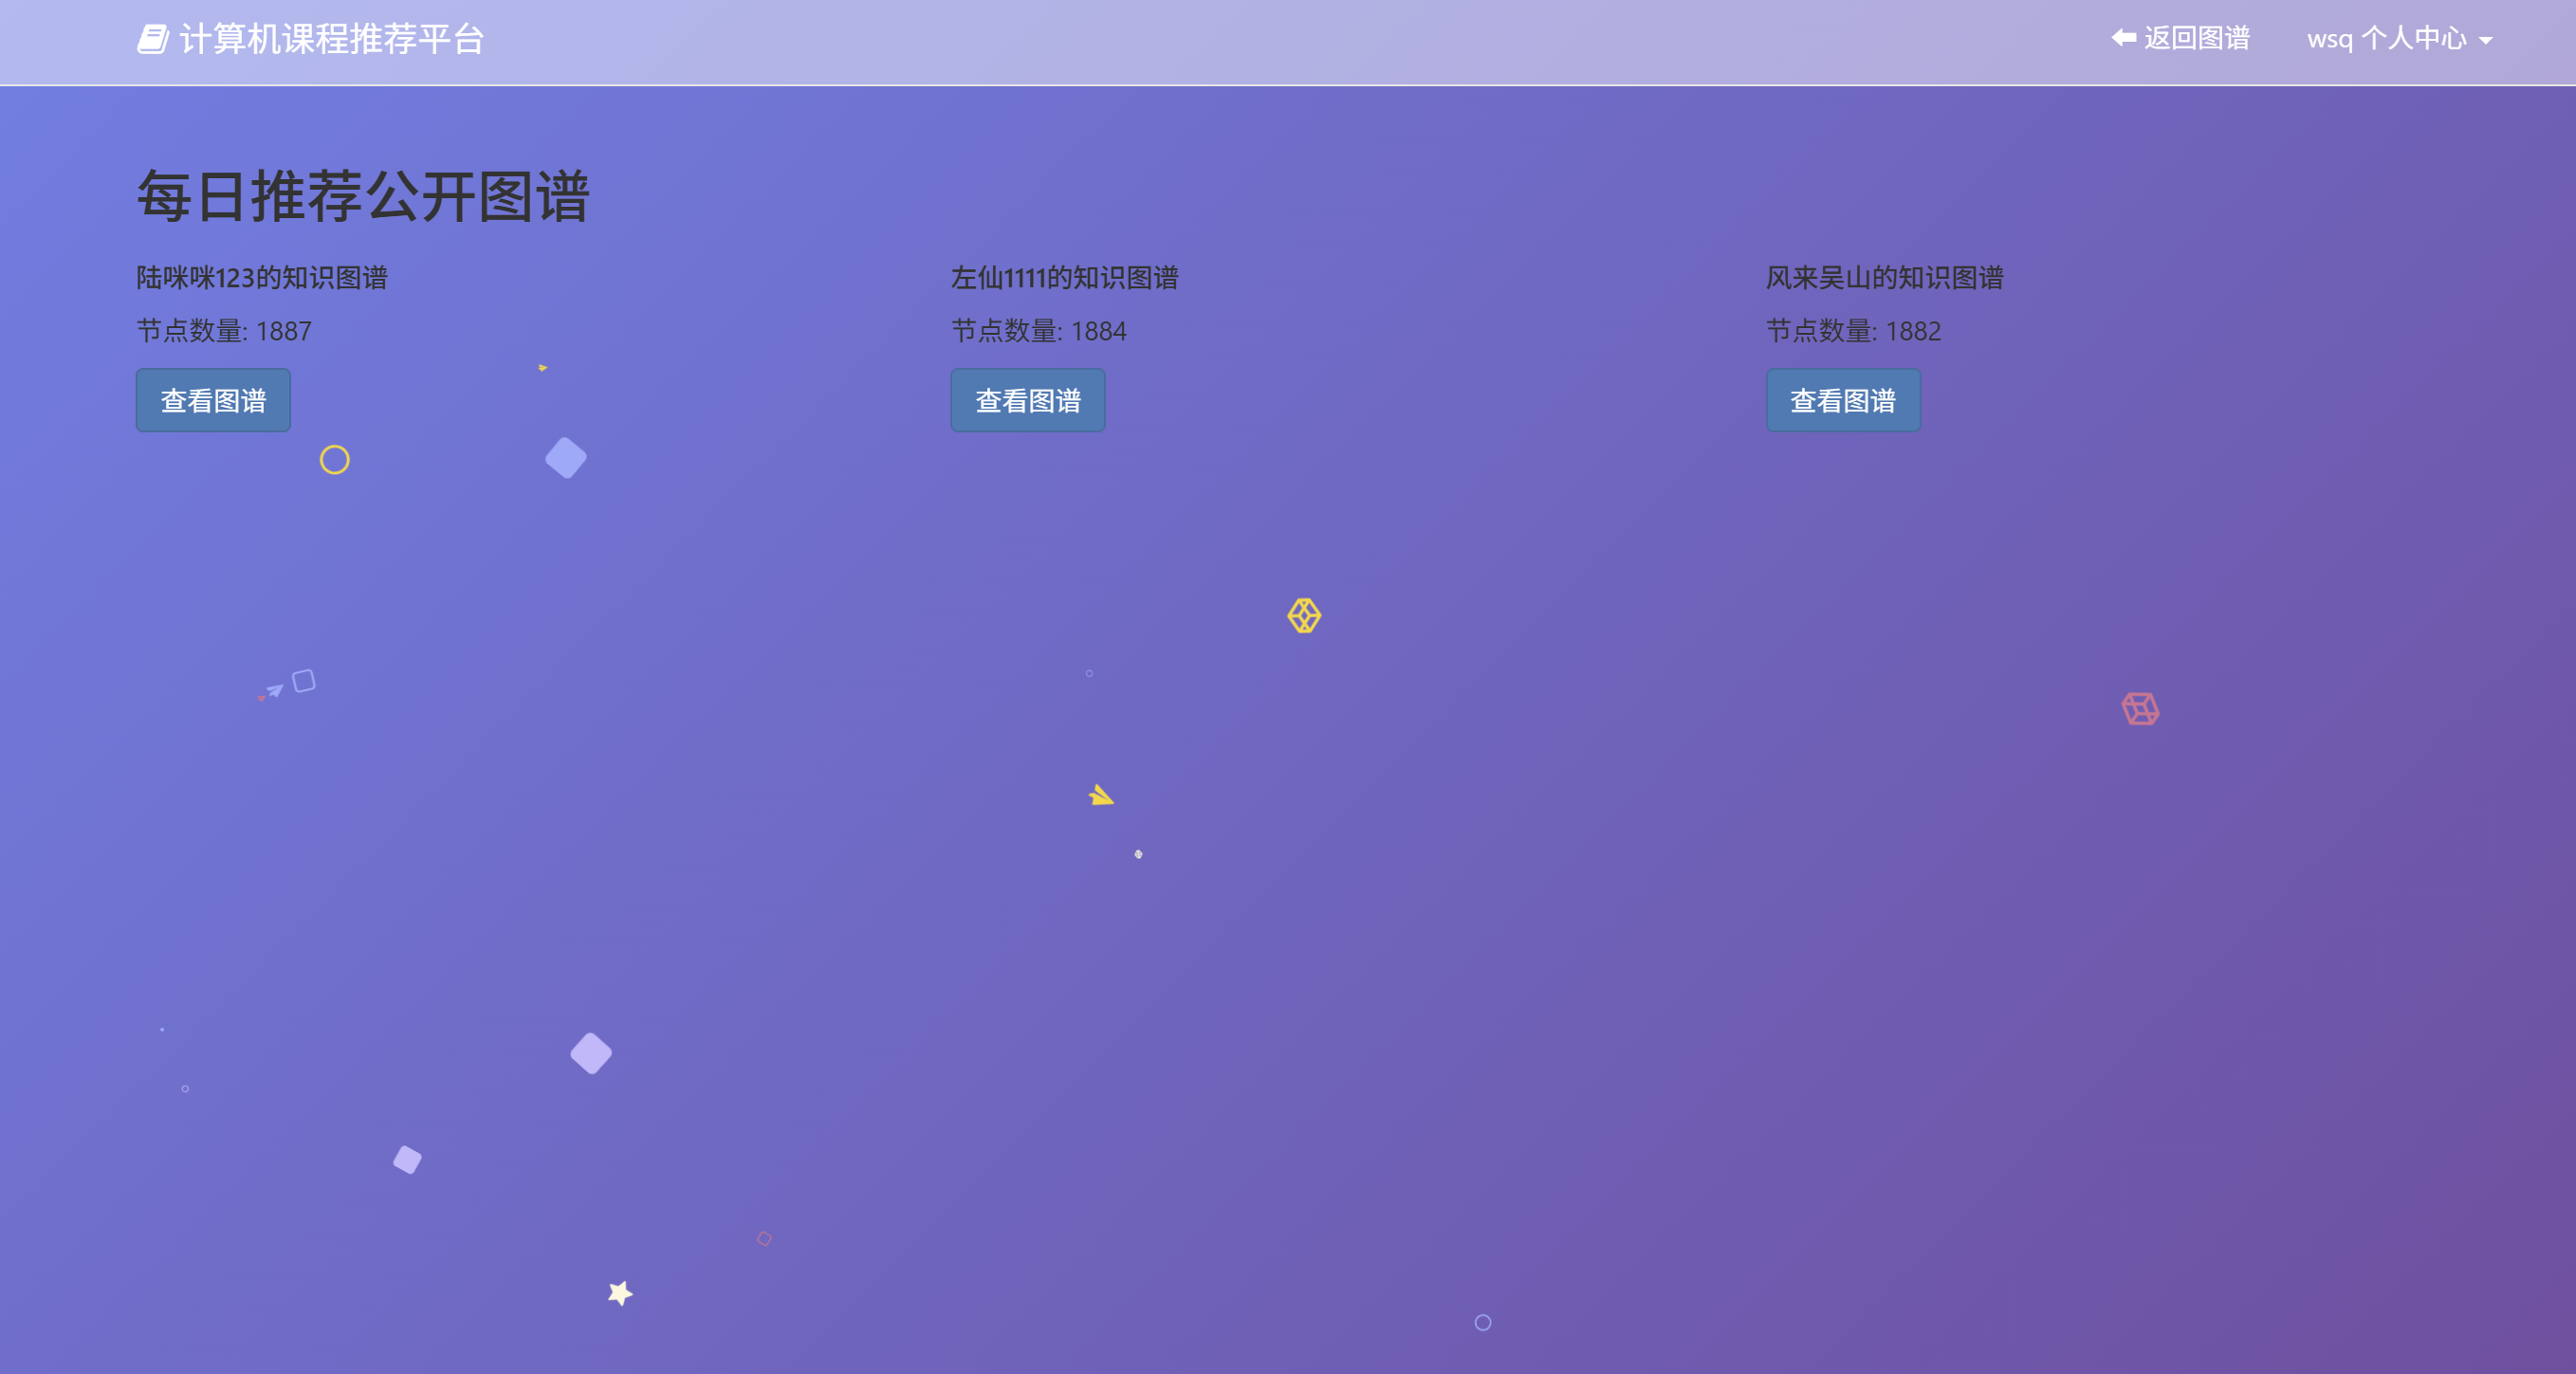 计算机课程推荐平台
返回图谱
wsq 个人中心
每日推荐公开图谱
陆咪咪123的知识图谱
节点数量: 1887
查看图谱
左仙1111的知识图谱
节点数量: 1884
查看图谱
风来吴山的知识图谱
节点数量: 1882
查看图谱